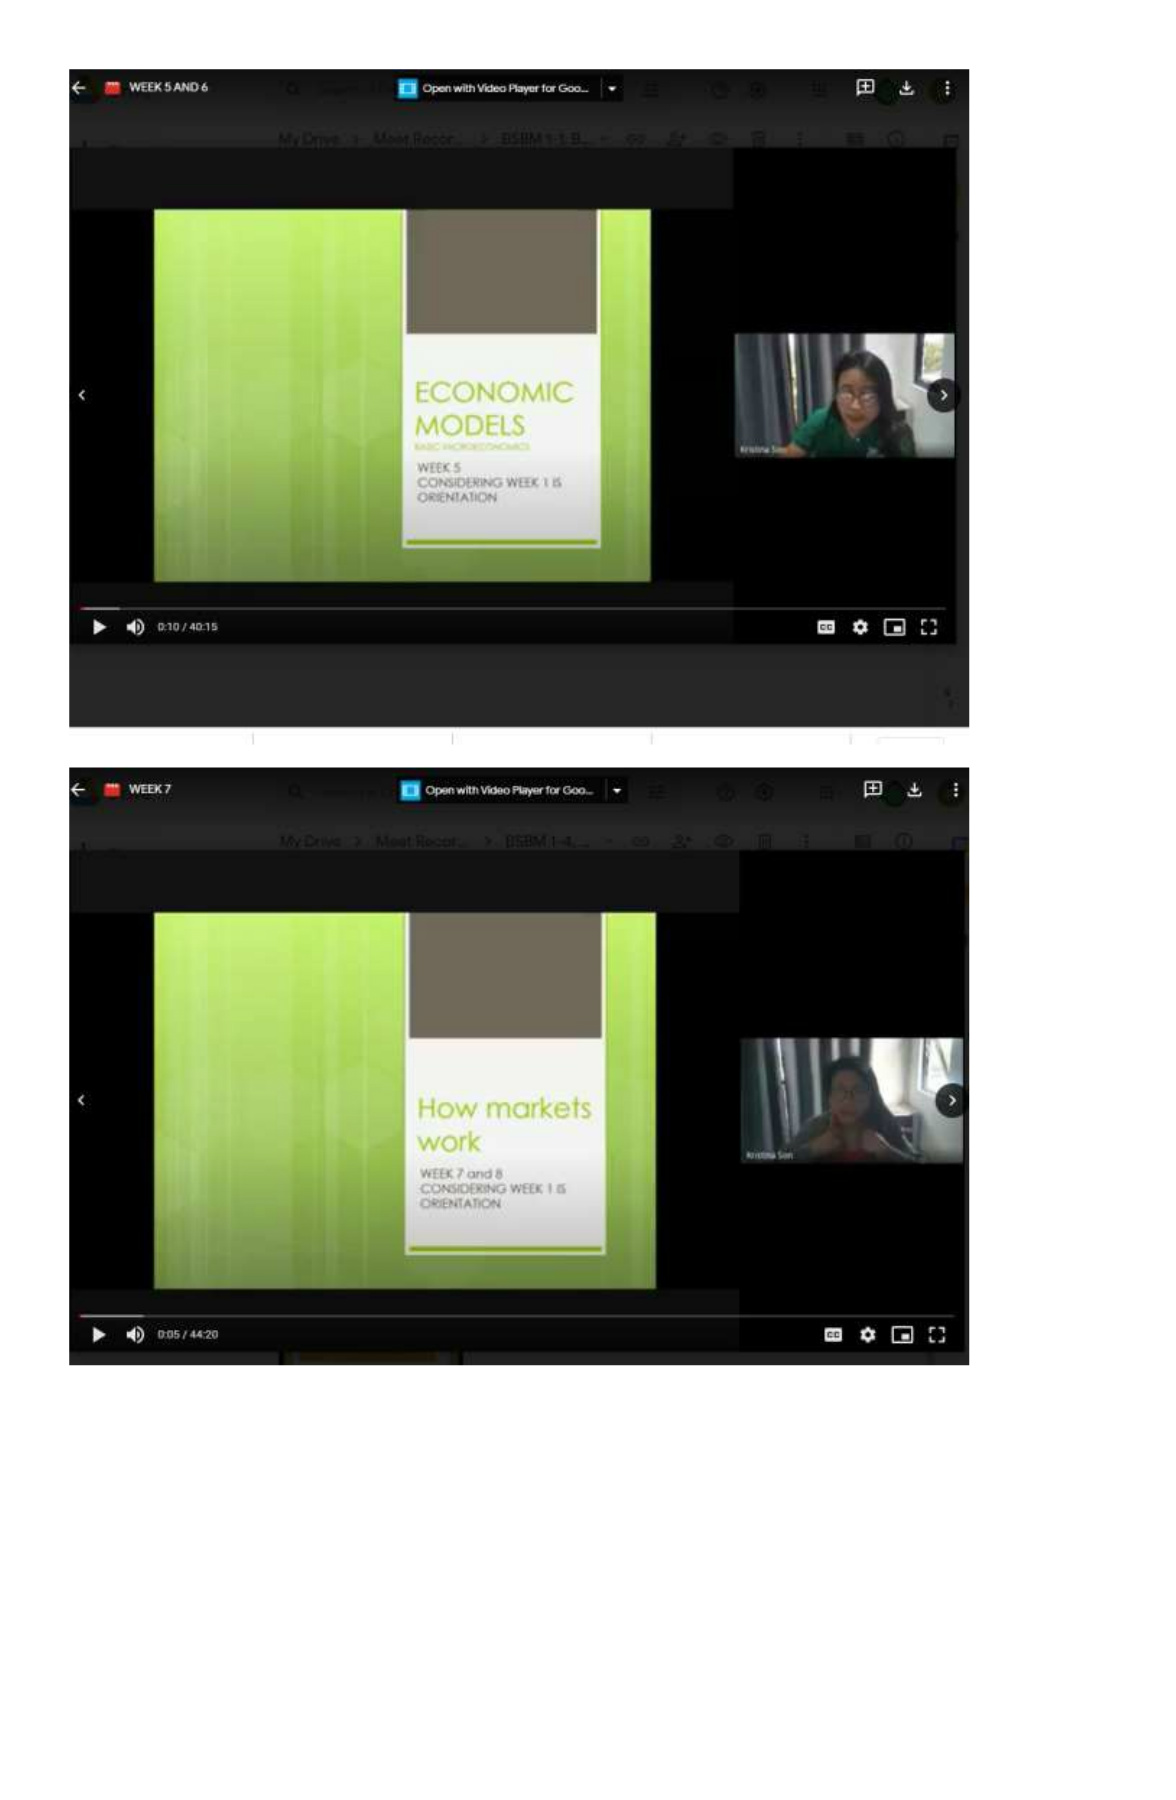 WEEK 5 AND 6
Open with Video Player for Goo...
My Drive > Meet Recor... > BSBM 1-1 B...
ECONOMIC
MODELS
BASIC MICROECONOMICS
WEEK 5
CONSIDERING WEEK 1 IS
ORIENTATION
Kristina Son
0:10 / 40:15
CC
WEEK 7
Open with Video Player for Goo...
My Drive > Meet Recor... > BSBM 1-4, ...
How markets
work
WEEK 7 and 8
CONSIDERING WEEK 1 IS
ORIENTATION
Kristina Son
0:05 / 44:20
CC